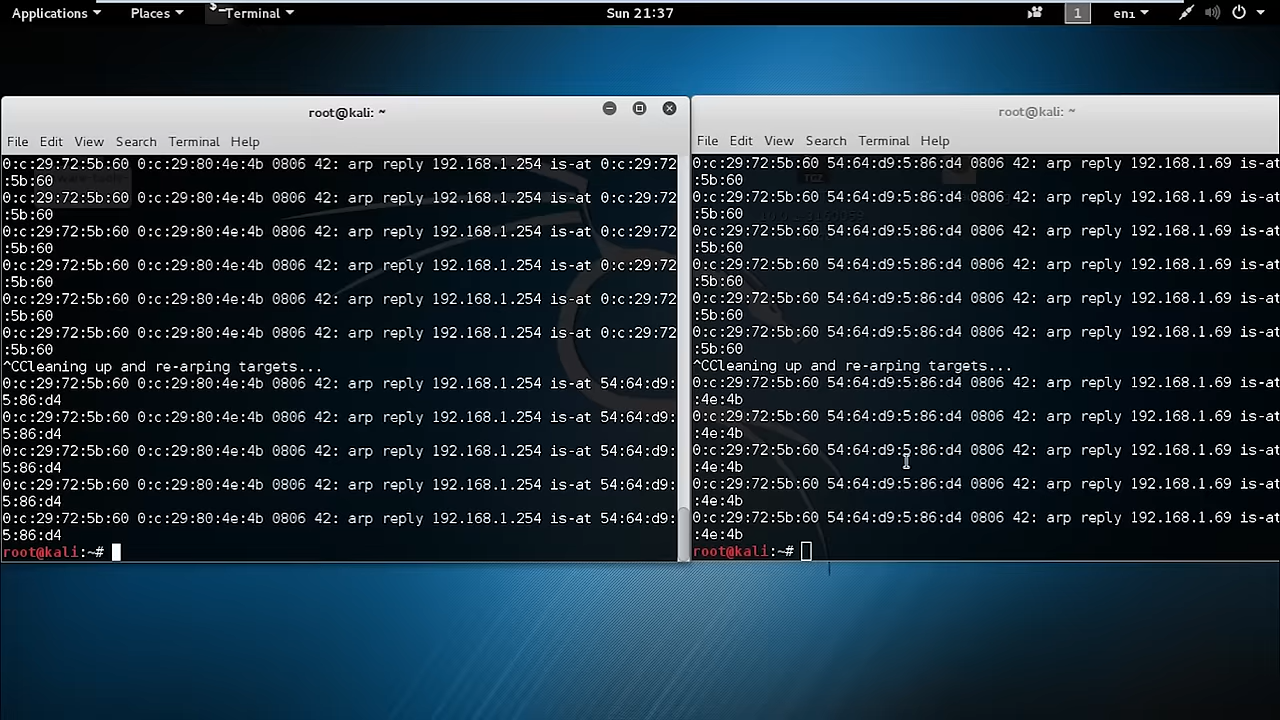 Applications Places Terminal Sun 21:37 1 en1
root@kali: ~
File Edit View Search Terminal Help
0:c:29:72:5b:60 0:c:29:80:4e:4b 0806 42: arp reply 192.168.1.254 is-at 0:c:29:72
:5b:60
0:c:29:72:5b:60 0:c:29:80:4e:4b 0806 42: arp reply 192.168.1.254 is-at 0:c:29:72
:5b:60
0:c:29:72:5b:60 0:c:29:80:4e:4b 0806 42: arp reply 192.168.1.254 is-at 0:c:29:72
:5b:60
0:c:29:72:5b:60 0:c:29:80:4e:4b 0806 42: arp reply 192.168.1.254 is-at 0:c:29:72
:5b:60
0:c:29:72:5b:60 0:c:29:80:4e:4b 0806 42: arp reply 192.168.1.254 is-at 0:c:29:72
:5b:60
0:c:29:72:5b:60 0:c:29:80:4e:4b 0806 42: arp reply 192.168.1.254 is-at 0:c:29:72
:5b:60
^CCleaning up and re-arping targets...
0:c:29:72:5b:60 0:c:29:80:4e:4b 0806 42: arp reply 192.168.1.254 is-at 54:64:d9:
5:86:d4
0:c:29:72:5b:60 0:c:29:80:4e:4b 0806 42: arp reply 192.168.1.254 is-at 54:64:d9:
5:86:d4
0:c:29:72:5b:60 0:c:29:80:4e:4b 0806 42: arp reply 192.168.1.254 is-at 54:64:d9:
5:86:d4
0:c:29:72:5b:60 0:c:29:80:4e:4b 0806 42: arp reply 192.168.1.254 is-at 54:64:d9:
5:86:d4
0:c:29:72:5b:60 0:c:29:80:4e:4b 0806 42: arp reply 192.168.1.254 is-at 54:64:d9:
5:86:d4
root@kali:~#
root@kali: ~
File Edit View Search Terminal Help
0:c:29:72:5b:60 54:64:d9:5:86:d4 0806 42: arp reply 192.168.1.69 is-at
:5b:60
0:c:29:72:5b:60 54:64:d9:5:86:d4 0806 42: arp reply 192.168.1.69 is-at
:5b:60
0:c:29:72:5b:60 54:64:d9:5:86:d4 0806 42: arp reply 192.168.1.69 is-at
:5b:60
0:c:29:72:5b:60 54:64:d9:5:86:d4 0806 42: arp reply 192.168.1.69 is-at
:5b:60
0:c:29:72:5b:60 54:64:d9:5:86:d4 0806 42: arp reply 192.168.1.69 is-at
:5b:60
0:c:29:72:5b:60 54:64:d9:5:86:d4 0806 42: arp reply 192.168.1.69 is-at
:5b:60
^CCleaning up and re-arping targets...
0:c:29:72:5b:60 54:64:d9:5:86:d4 0806 42: arp reply 192.168.1.69 is-at
:4e:4b
0:c:29:72:5b:60 54:64:d9:5:86:d4 0806 42: arp reply 192.168.1.69 is-at
:4e:4b
0:c:29:72:5b:60 54:64:d9:5:86:d4 0806 42: arp reply 192.168.1.69 is-at
:4e:4b
0:c:29:72:5b:60 54:64:d9:5:86:d4 0806 42: arp reply 192.168.1.69 is-at
:4e:4b
0:c:29:72:5b:60 54:64:d9:5:86:d4 0806 42: arp reply 192.168.1.69 is-at
:4e:4b
root@kali:~#